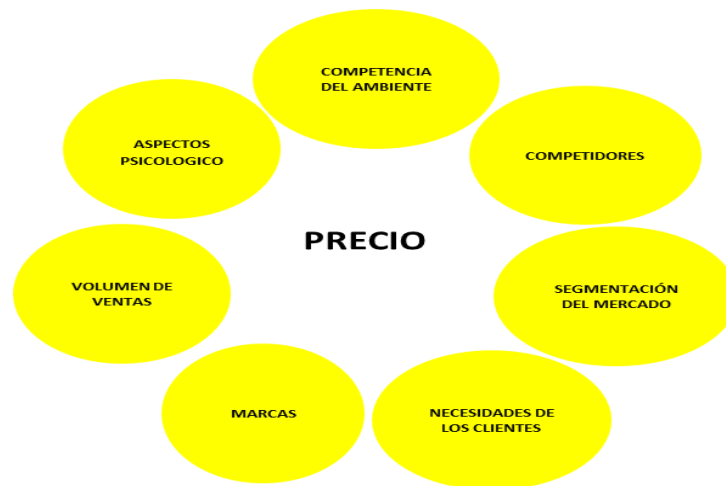 COMPETENCIA
DEL AMBIENTE
ASPECTOS
PSICOLOGICO
COMPETIDORES
PRECIO
VOLUMEN DE
VENTAS
SEGMENTACIÓN
DEL MERCADO
MARCAS
NECESIDADES DE
LOS CLIENTES